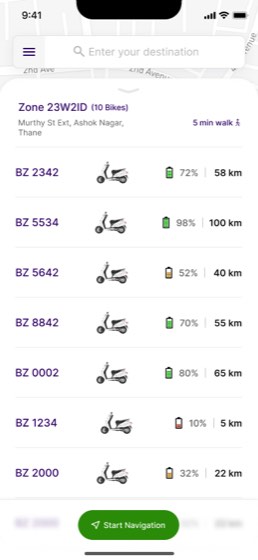 9:41
Enter your destination
2nd Ave
2nd Avenue
Zone 23W2ID (10 Bikes)
Murthy St Ext, Ashok Nagar,
Thane
5 min walk
BZ 2342 72% 58 km
BZ 5534 98% 100 km
BZ 5642 52% 40 km
BZ 8842 70% 55 km
BZ 0002 80% 65 km
BZ 1234 10% 5 km
BZ 2000 32% 22 km
Start Navigation